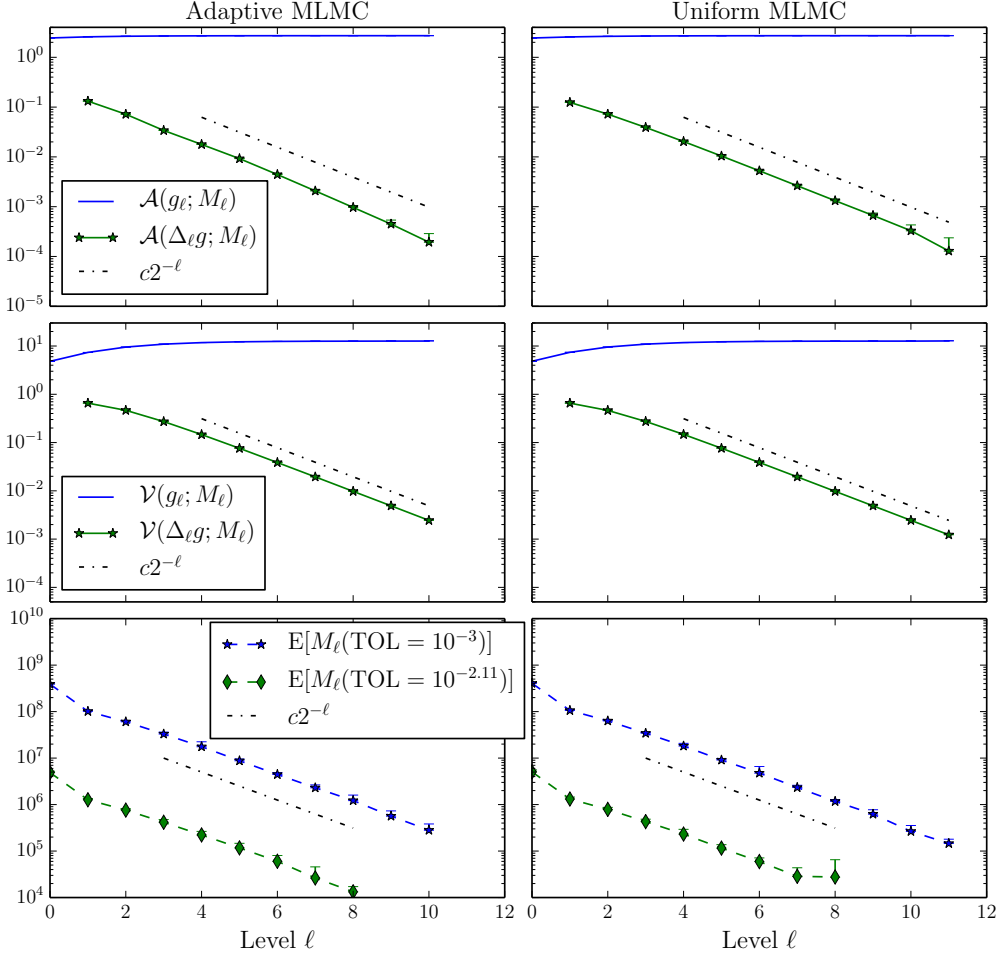 Adaptive MLMC
Uniform MLMC
10^0
10^{-1}
10^{-2}
10^{-3}
10^{-4}
10^{-5}
𝒜(g_ℓ; M_ℓ)
𝒜(Δ_ℓg; M_ℓ)
c2^{-ℓ}
10^1
10^0
10^{-1}
10^{-2}
10^{-3}
10^{-4}
𝒱(g_ℓ; M_ℓ)
𝒱(Δ_ℓg; M_ℓ)
c2^{-ℓ}
10^{10}
10^9
10^8
10^7
10^6
10^5
10^4
E[M_ℓ(TOL = 10^{-3})]
E[M_ℓ(TOL = 10^{-2.11})]
c2^{-ℓ}
0 2 4 6 8 10 12
0 2 4 6 8 10 12
Level ℓ
Level ℓ